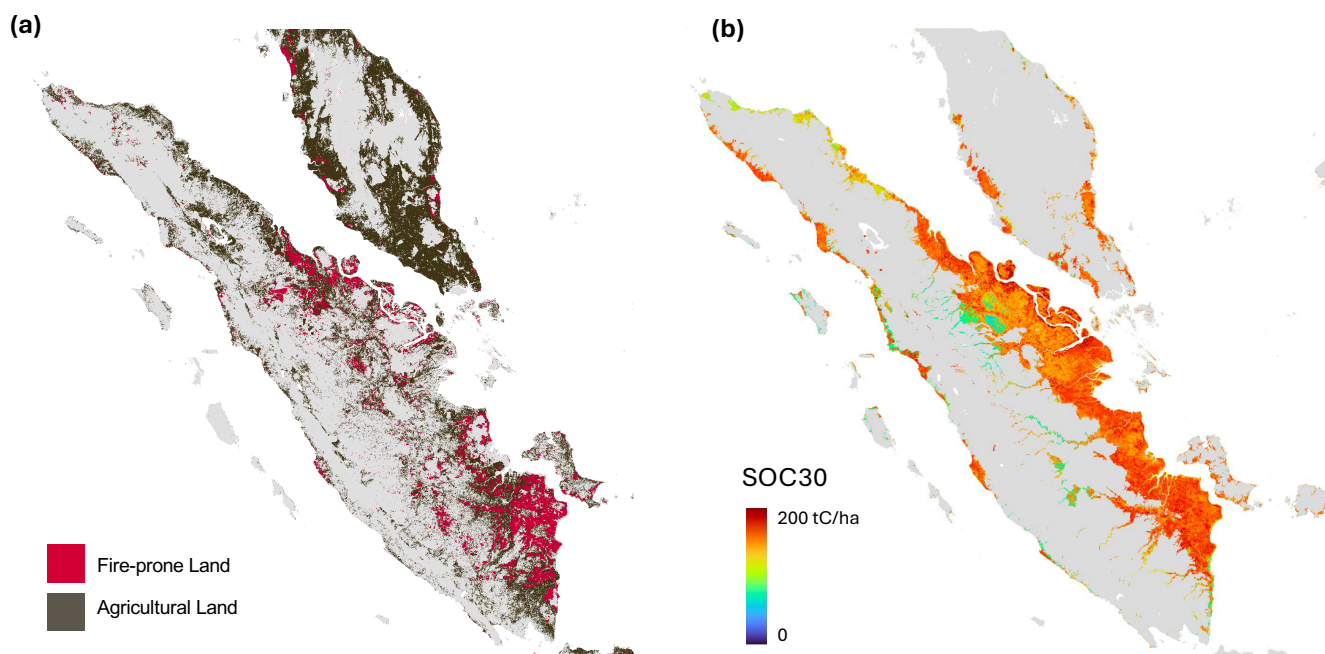 (a)
(b)
Fire-prone Land
Agricultural Land
SOC30
200 tC/ha
0